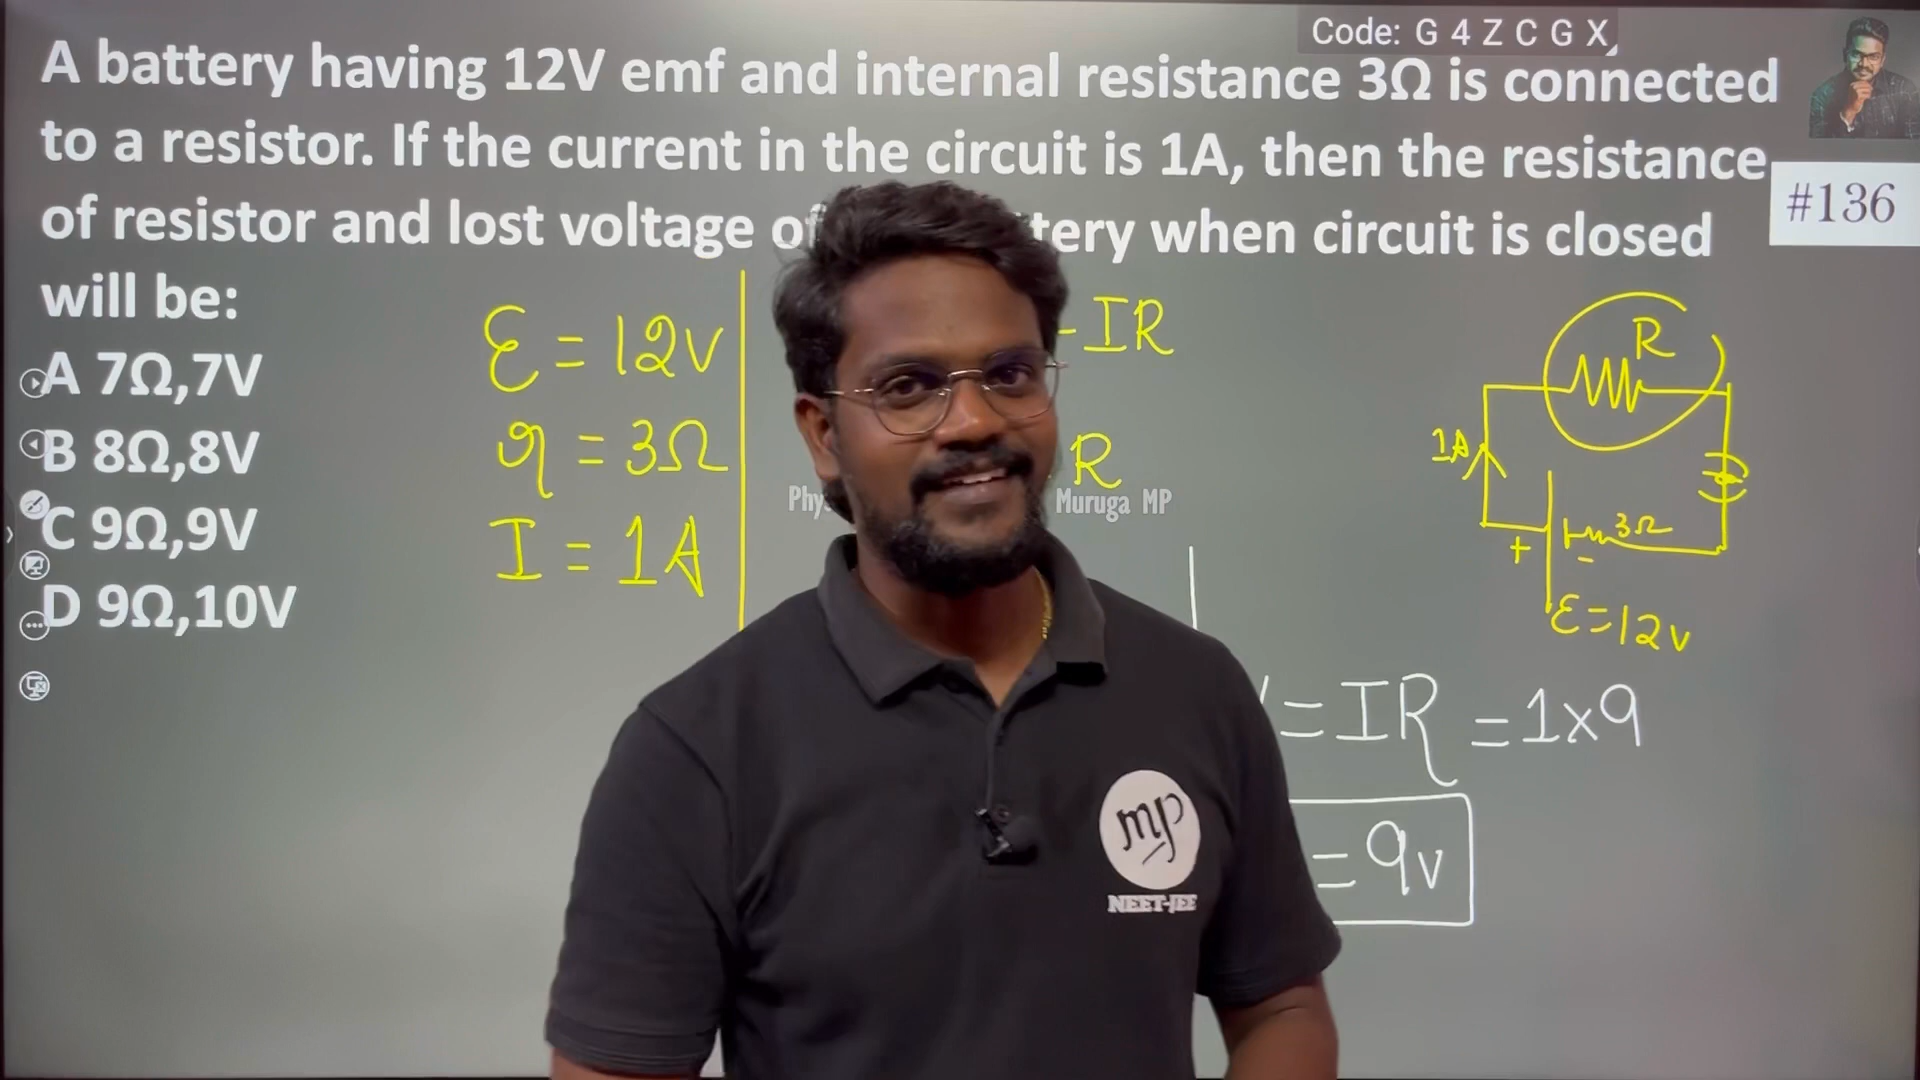 Code: G 4 Z C G X
A battery having 12V emf and internal resistance 3Ω is connected
to a resistor. If the current in the circuit is 1A, then the resistance
#136
of resistor and lost voltage of tery when circuit is closed
will be:
A 7Ω,7V
B 8Ω,8V
C 9Ω,9V
D 9Ω,10V
Ɛ = 12V
r = 3Ω
I = 1A
-IR
R
Phys Muruga MP
R
1A
3Ω
+ -
Ɛ=12V
= IR = 1x9
= 9v
mp
NEET-JEE